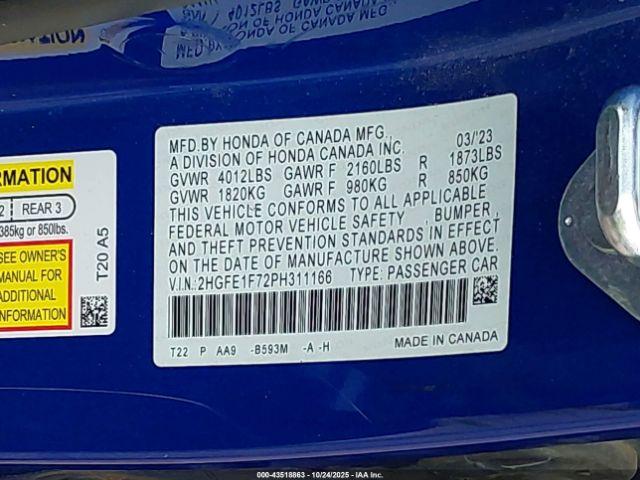 RMATION
2 REAR 3
385kg or 850lbs.
SEE OWNER'S
MANUAL FOR
ADDITIONAL
T20 A5
MFD.BY HONDA OF CANADA MFG.,
A DIVISION OF HONDA CANADA INC. 03/'23
GVWR 4012LBS GAWR F 2160LBS R 1873LBS
GVWR 1820KG GAWR F 980KG R 850KG
THIS VEHICLE CONFORMS TO ALL APPLICABLE
FEDERAL MOTOR VEHICLE SAFETY , BUMPER,
AND THEFT PREVENTION STANDARDS IN EFFECT
ON THE DATE OF MANUFACTURE SHOWN ABOVE.
V.I.N.: 2HGFE1F72PH311166 TYPE: PASSENGER CAR
T22 P AA9 -B593M -A -H MADE IN CANADA
000-43518863 - 10/24/2025 - IAA Inc.